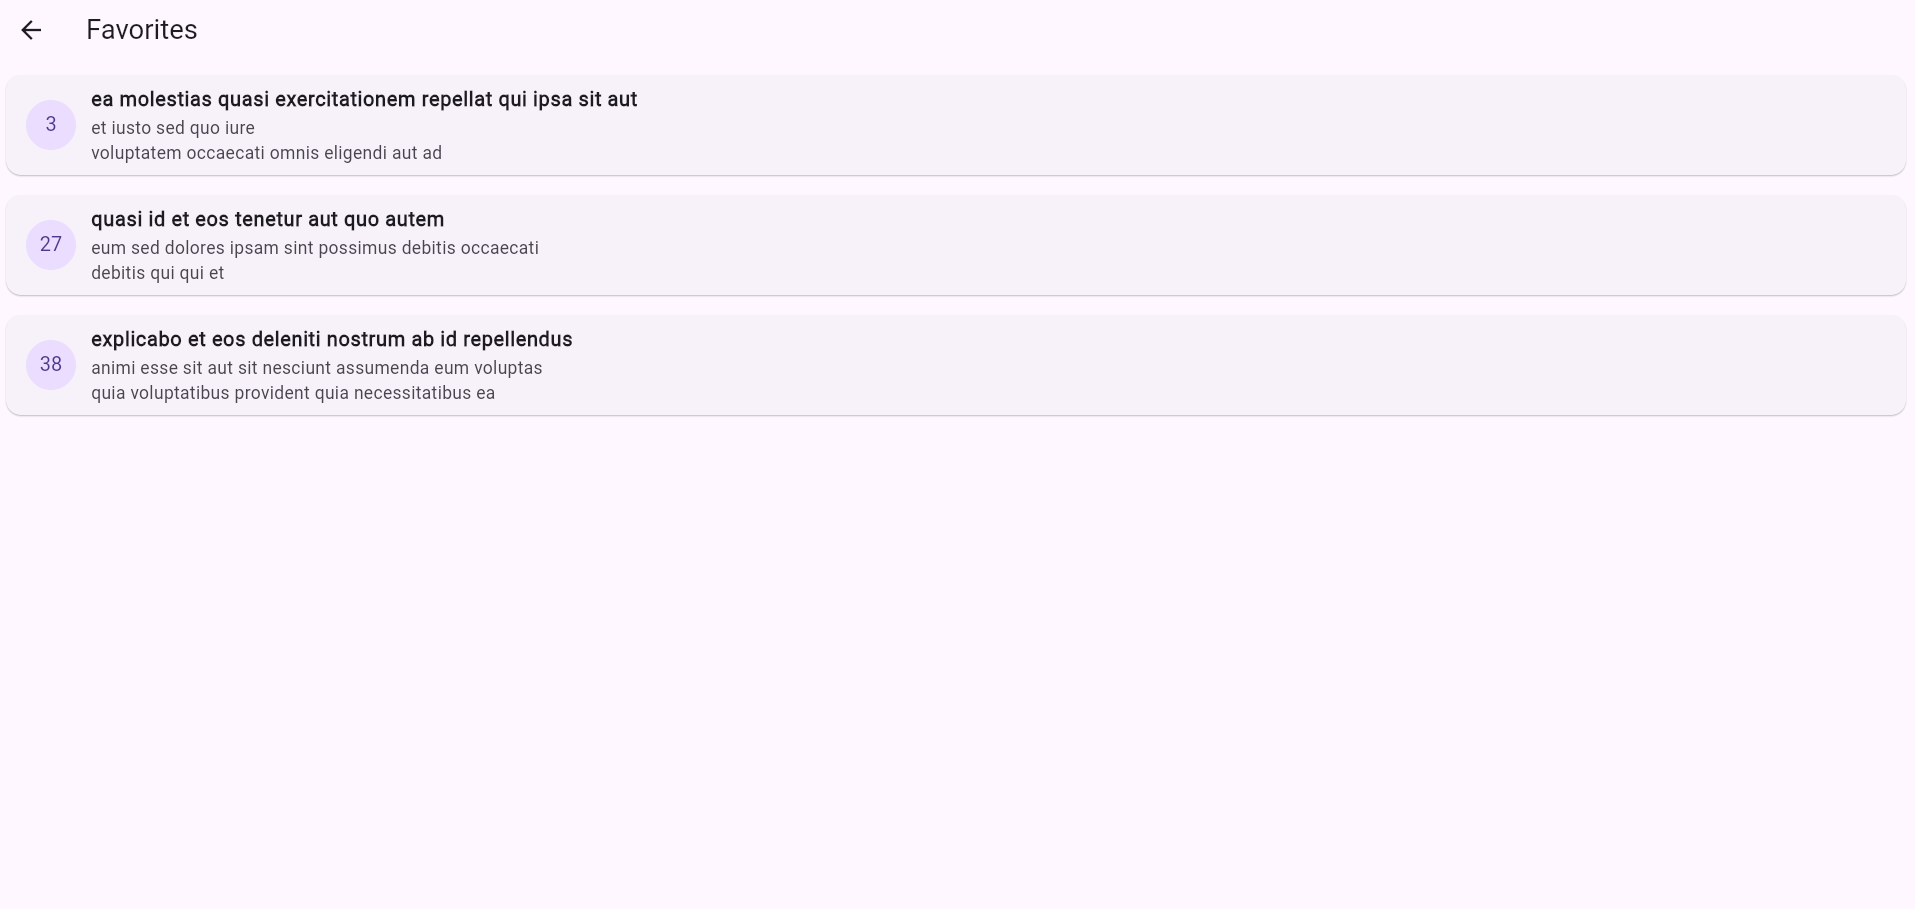 Favorites
3
ea molestias quasi exercitationem repellat qui ipsa sit aut
et iusto sed quo iure
voluptatem occaecati omnis eligendi aut ad
27
quasi id et eos tenetur aut quo autem
eum sed dolores ipsam sint possimus debitis occaecati
debitis qui qui et
38
explicabo et eos deleniti nostrum ab id repellendus
animi esse sit aut sit nesciunt assumenda eum voluptas
quia voluptatibus provident quia necessitatibus ea